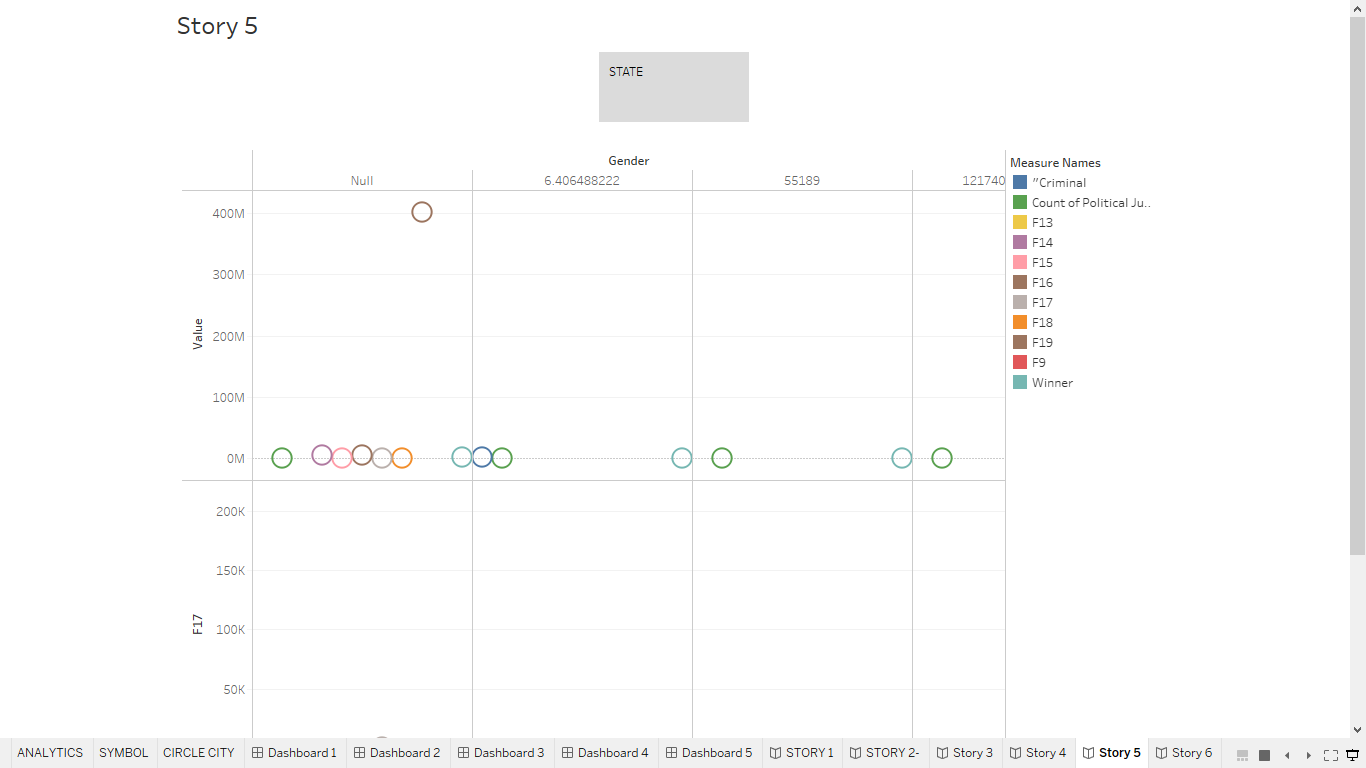 Story 5
STATE
Gender
Null 6.406488222 55189 121740
Value
400M
300M
200M
100M
0M
F17
200K
150K
100K
50K
Measure Names
"Criminal
Count of Political Ju..
F13
F14
F15
F16
F17
F18
F19
F9
Winner
ANALYTICS SYMBOL CIRCLE CITY Dashboard 1 Dashboard 2 Dashboard 3 Dashboard 4 Dashboard 5 STORY 1 STORY 2- Story 3 Story 4 Story 5 Story 6